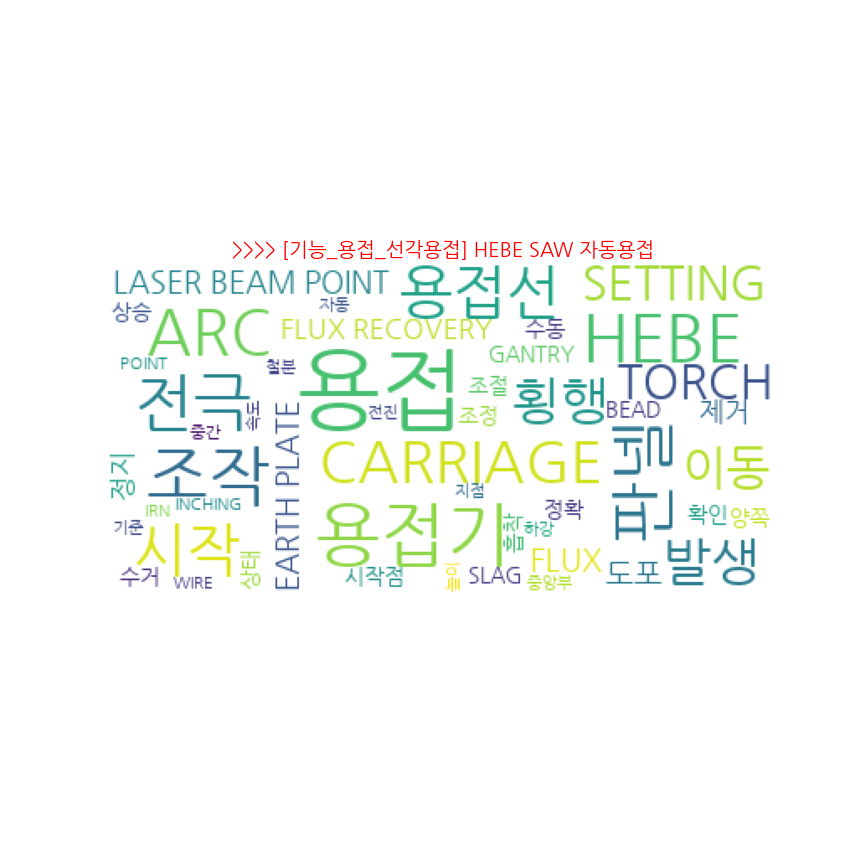 >>>> [기능_용접_선각용접] HEBE SAW 자동용접
LASER BEAM POINT
용접선
SETTING
상승
자동
ARC
FLUX RECOVERY
수동
HEBE
POINT
철분
GANTRY
전극
용접
조절
횡행
TORCH
속도
전진
조정
BEAD
제거
중간
조작
EARTH PLATE
CARRIAGE
판넬
이동
정지
지점
IRN
INCHING
정확
확인
양쪽
기준
시작
용접기
흡착
하강
수거
WIRE
상태
시작점
높이
SLAG
FLUX
중앙부
도포
발생